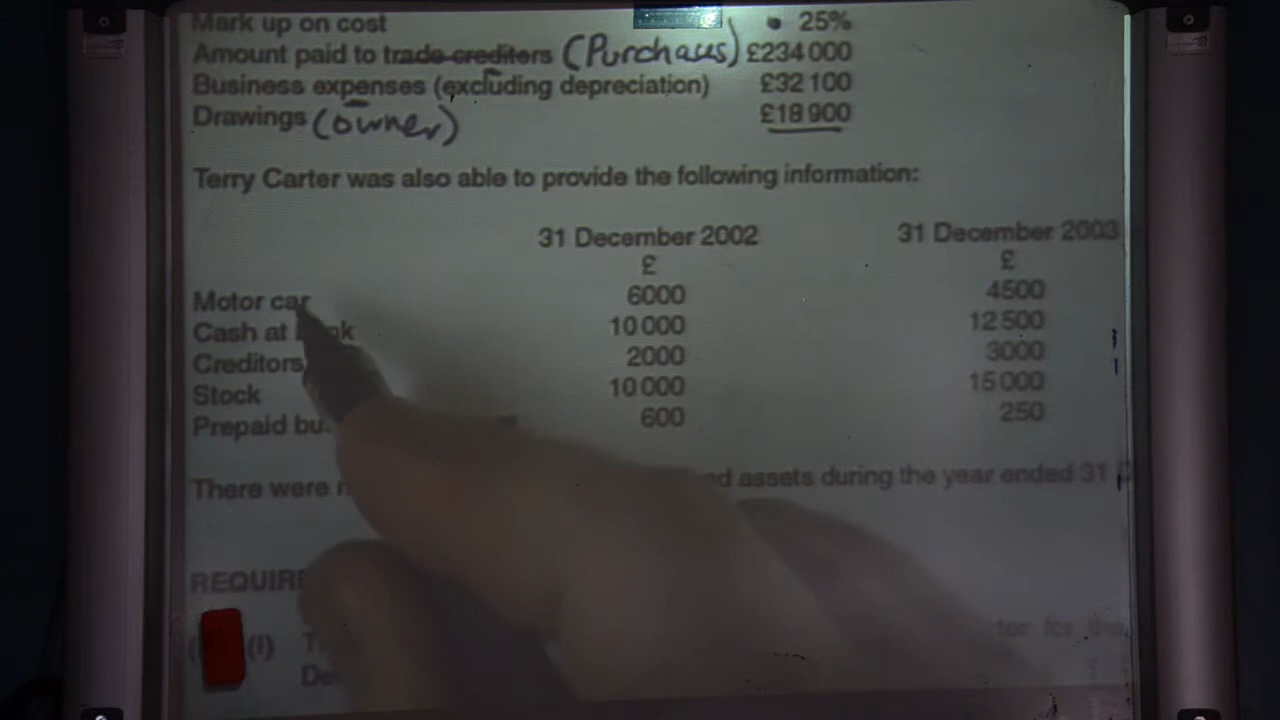 Mark up on cost • 25%
Amount paid to trade creditors (Purchases) £234 000
Business expenses (excluding depreciation) £32 100
Drawings (owner) £18 900
Terry Carter was also able to provide the following information:
31 December 2002 31 December 2003
£ £
Motor car 6000 4500
Cash at 10 000 12 500
Creditors 2000 3000
Stock 10 000 15 000
Prepaid 600 250
There were assets during the year ended 31
(I)
for the